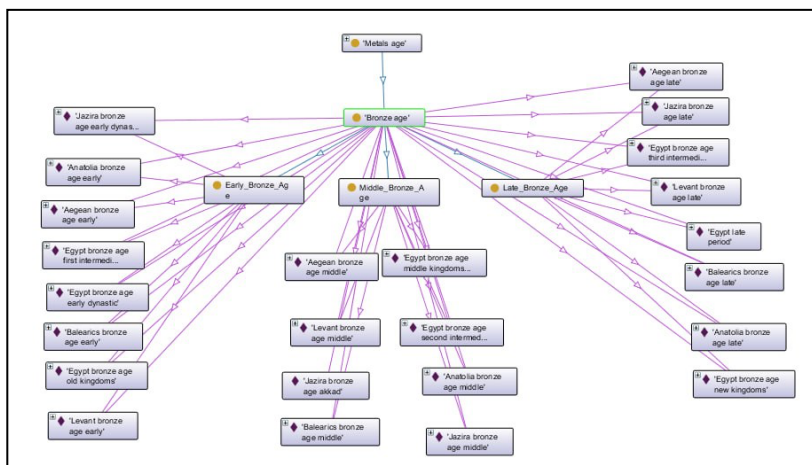 'Metals age'
'Bronze age'
Early_Bronze_Ag
e
Middle_Bronze_A
ge
Late_Bronze_Age
'Jazira bronze
age early dynas...
'Anatolia bronze
age early'
'Aegean bronze
age early'
'Egypt bronze age
first intermedi...
'Egypt bronze age
early dynastic'
'Balearics bronze
age early'
'Egypt bronze age
old kingdoms'
'Levant bronze
age early'
'Aegean bronze
age middle'
'Egypt bronze age
middle kingdoms...
'Levant bronze
age middle'
'Egypt bronze age
second intermed...
'Jazira bronze
age akkad'
'Anatolia bronze
age middle'
'Balearics bronze
age middle'
'Jazira bronze
age middle'
'Aegean bronze
age late'
'Jazira bronze
age late'
'Egypt bronze age
third intermedi...
'Levant bronze
age late'
'Egypt late
period'
'Balearics bronze
age late'
'Anatolia bronze
age late'
'Egypt bronze age
new kingdoms'